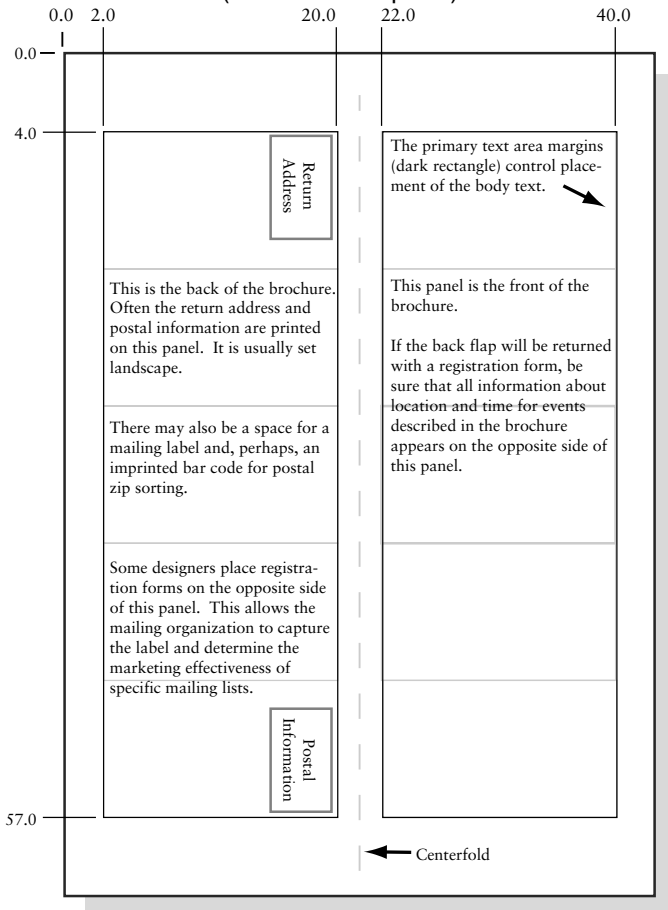 0.0 2.0 20.0 22.0 40.0
0.0
4.0
Return
Address
This is the back of the brochure.
Often the return address and
postal information are printed
on this panel. It is usually set
landscape.
There may also be a space for a
mailing label and, perhaps, an
imprinted bar code for postal
zip sorting.
Some designers place registra-
tion forms on the opposite side
of this panel. This allows the
mailing organization to capture
the label and determine the
marketing effectiveness of
specific mailing lists.
Postal
Information
57.0
The primary text area margins
(dark rectangle) control place-
ment of the body text.
This panel is the front of the
brochure.
If the back flap will be returned
with a registration form, be
sure that all information about
location and time for events
described in the brochure
appears on the opposite side of
this panel.
Centerfold